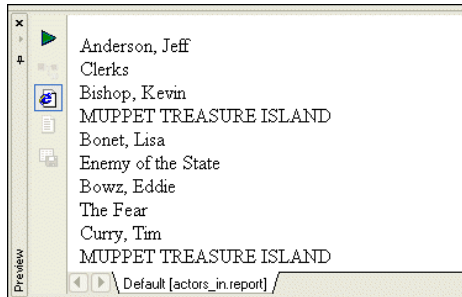 Anderson, Jeff
Clerks
Bishop, Kevin
MUPPET TREASURE ISLAND
Bonet, Lisa
Enemy of the State
Bowz, Eddie
The Fear
Curry, Tim
MUPPET TREASURE ISLAND
Preview
Default [actors_in.report]